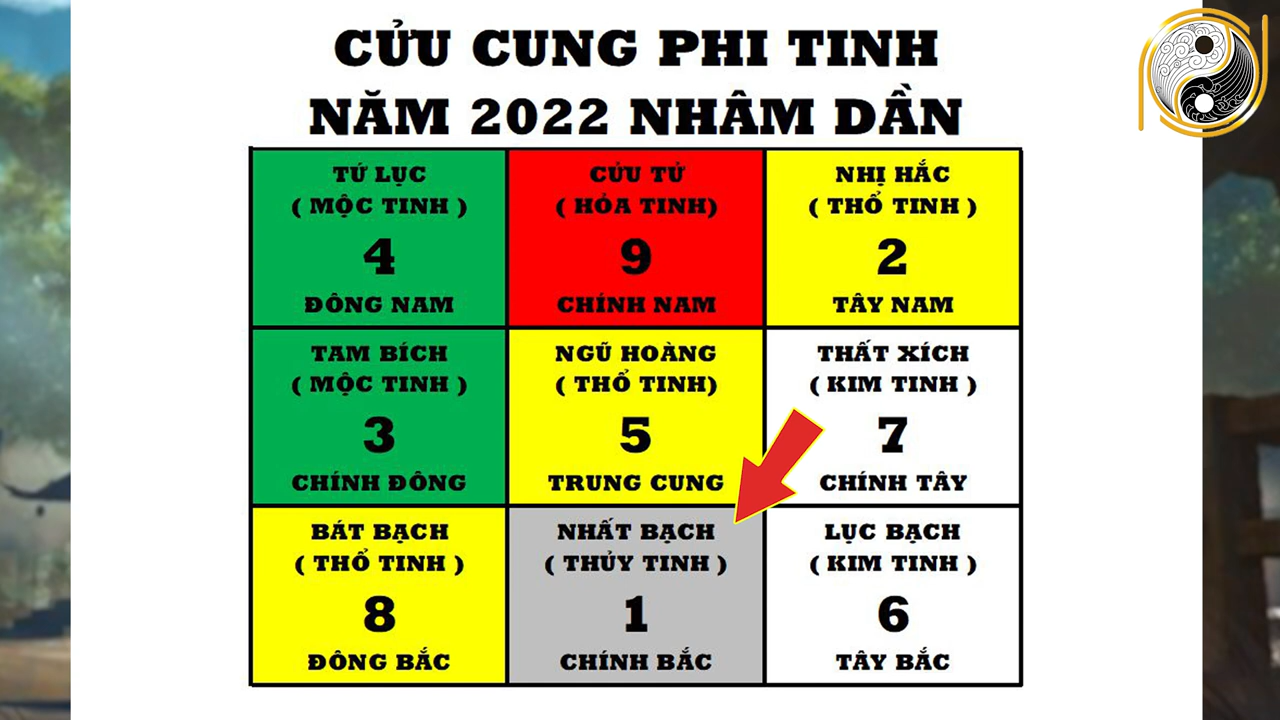 CỬU CUNG PHI TINH
NĂM 2022 NHÂM DẦN
TỨ LỤC
( MỘC TINH )
4
ĐÔNG NAM
CỬU TỬ
( HỎA TINH)
9
CHÍNH NAM
NHỊ HẮC
( THỔ TINH )
2
TÂY NAM
TAM BÍCH
( MỘC TINH )
3
CHÍNH ĐÔNG
NGŨ HOÀNG
( THỔ TINH)
5
TRUNG CUNG
THẤT XÍCH
( KIM TINH )
7
CHÍNH TÂY
BÁT BẠCH
( THỔ TINH )
8
ĐÔNG BẮC
NHẤT BẠCH
( THỦY TINH )
1
CHÍNH BẮC
LỤC BẠCH
( KIM TINH )
6
TÂY BẮC